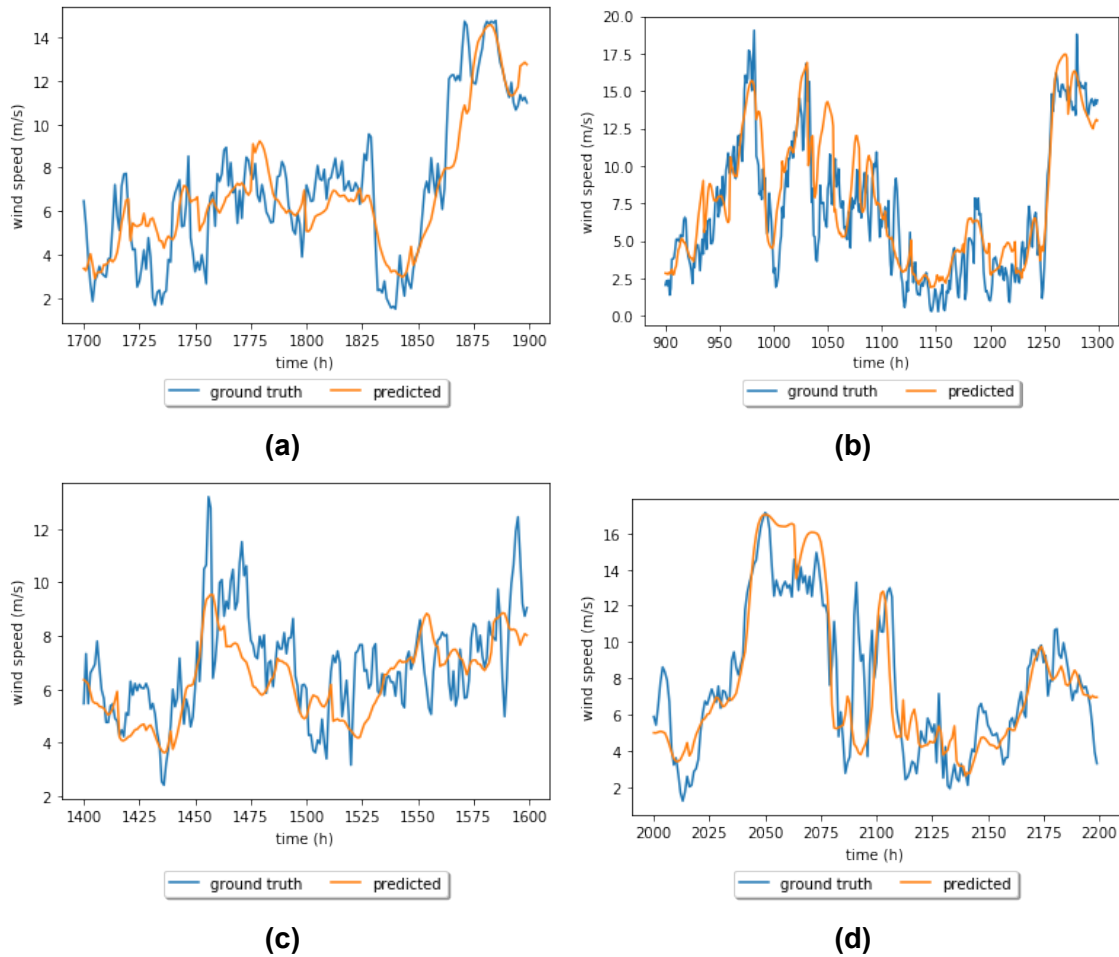 wind speed (m/s)
14
12
10
8
6
4
2
1700 1725 1750 1775 1800 1825 1850 1875 1900
time (h)
ground truth predicted
(a)
wind speed (m/s)
20.0
17.5
15.0
12.5
10.0
7.5
5.0
2.5
0.0
900 950 1000 1050 1100 1150 1200 1250 1300
time (h)
ground truth predicted
(b)
wind speed (m/s)
12
10
8
6
4
2
1400 1425 1450 1475 1500 1525 1550 1575 1600
time (h)
ground truth predicted
(c)
wind speed (m/s)
16
14
12
10
8
6
4
2
2000 2025 2050 2075 2100 2125 2150 2175 2200
time (h)
ground truth predicted
(d)